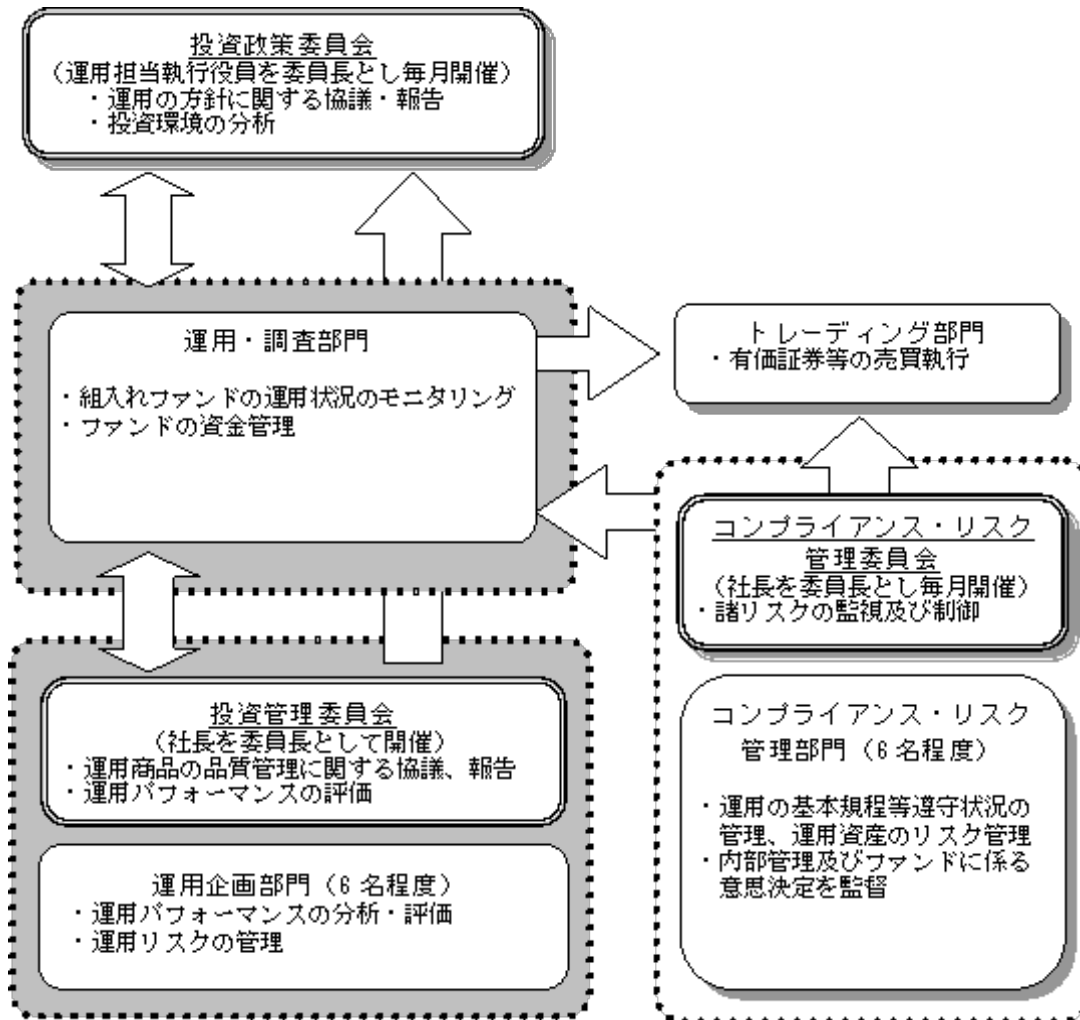 投資政策委員会
(運用担当執行役員を委員長とし毎月開催)
・運用の方針に関する協議・報告
・投資環境の分析
運用・調査部門
・組入れファンドの運用状況のモニタリング
・ファンドの資金管理
トレーディング部門
・有価証券等の売買執行
コンプライアンス・リスク
管理委員会
(社長を委員長とし毎月開催)
・諸リスクの監視及び制御
投資管理委員会
(社長を委員長として開催)
・運用商品の品質管理に関する協議、報告
・運用パフォーマンスの評価
運用企画部門(6名程度)
・運用パフォーマンスの分析・評価
・運用リスクの管理
コンプライアンス・リスク
管理部門(6名程度)
・運用の基本規程等遵守状況の
管理、運用資産のリスク管理
・内部管理及びファンドに係る
意思決定を監督